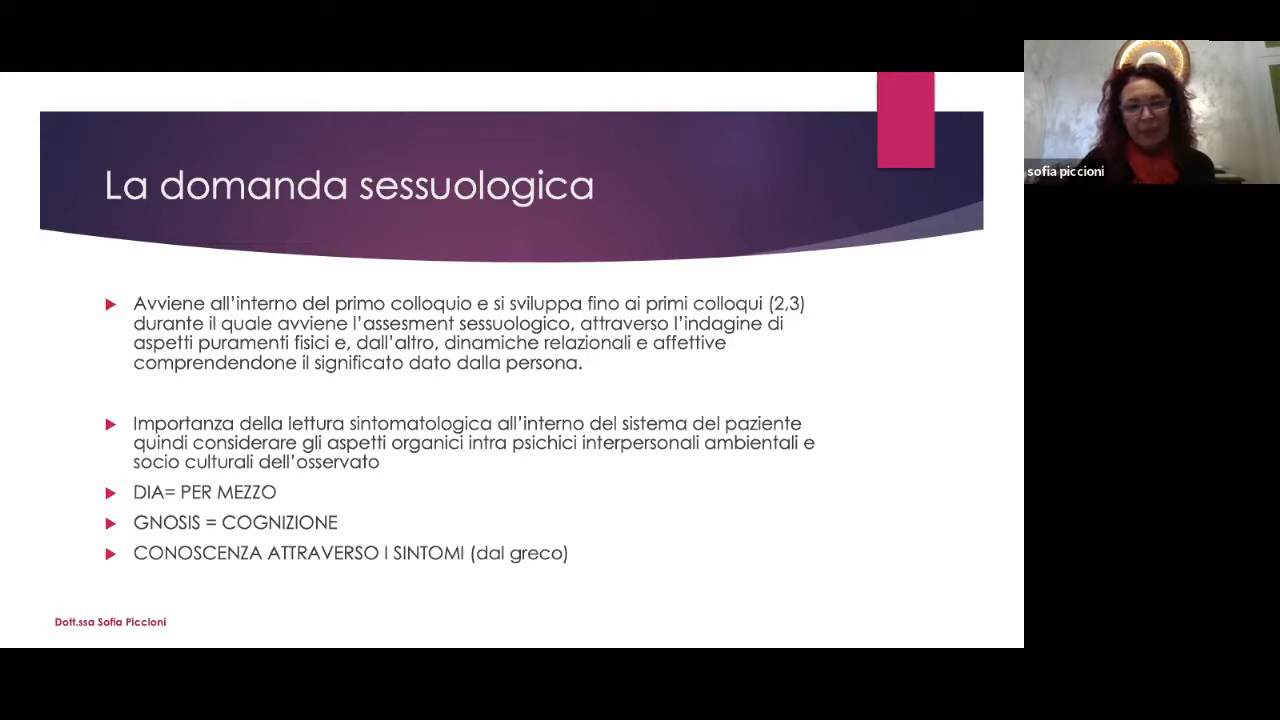 La domanda sessuologica
Avviene all'interno del primo colloquio e si sviluppa fino ai primi colloqui (2,3)
durante il quale avviene l'assesment sessuologico, attraverso l'indagine di
aspetti puramenti fisici e, dall'altro, dinamiche relazionali e affettive
comprendendone il significato dato dalla persona.
Importanza della lettura sintomatologica all'interno del sistema del paziente
quindi considerare gli aspetti organici intra psichici interpersonali ambientali e
socio culturali dell'osservato
DIA= PER MEZZO
GNOSIS = COGNIZIONE
CONOSCENZA ATTRAVERSO I SINTOMI (dal greco)
Dott.ssa Sofia Piccioni
sofia piccioni